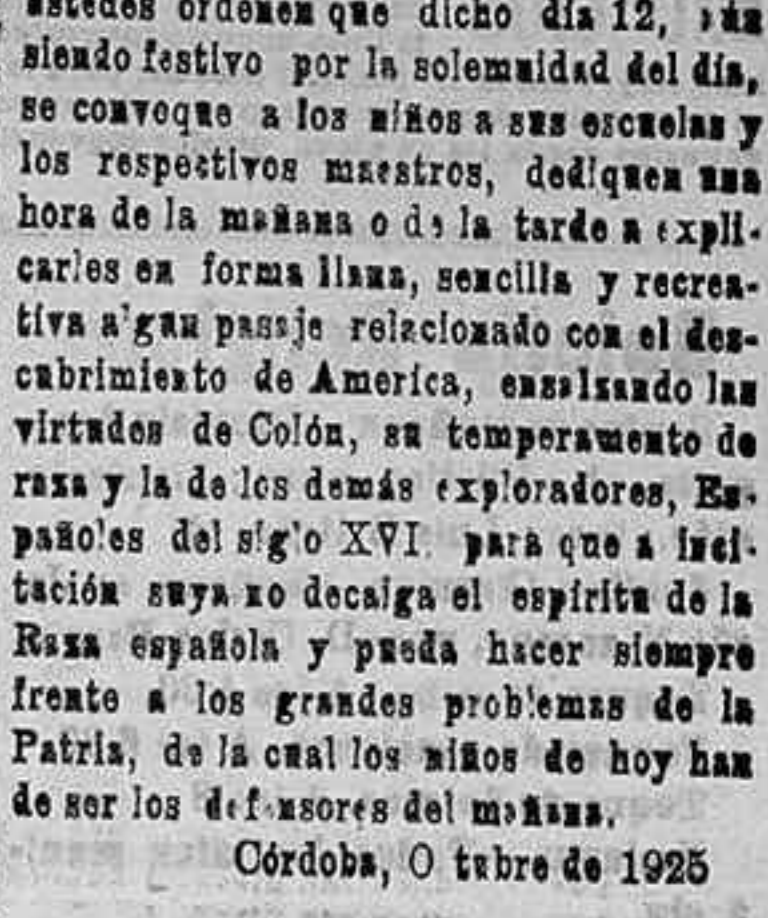 ustedes ordenen que dicho día 12, aún
siendo festivo por la solemnidad del día,
se convoque a los niños a sus escuelas y
los respectivos maestros, dediquen una
hora de la mañana o de la tarde a expli-
carles en forma llana, sencilla y recrea-
tiva algun pasaje relacionado con el des-
cubrimiento de America, ensalsando las
virtudes de Colón, su temperamento de
raza y la de los demás exploradores, Es-
pañoles del siglo XVI para que a inci-
tación suya no decaiga el espíritu de la
Raza española y pueda hacer siempre
frente a los grandes problemas de la
Patria, de la cual los niños de hoy han
de ser los defensores del mañana.
Córdoba, O tubre de 1925